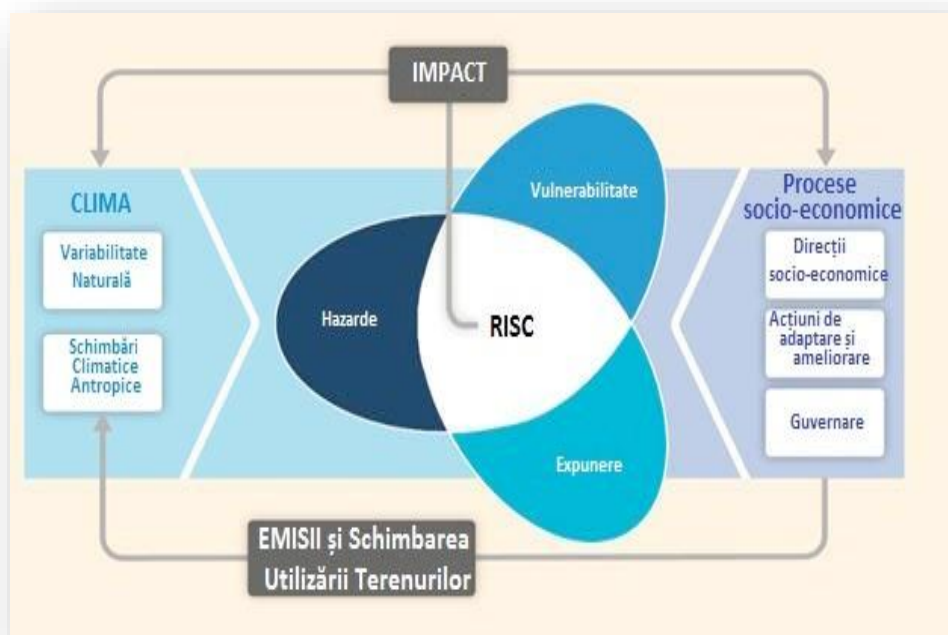 IMPACT
CLIMA
Variabilitate
Naturală
Schimbări
Climatice
Antropice
Hazarde
Vulnerabilitate
RISC
Expunere
Procese
socio-economice
Direcții
socio-economice
Acțiuni de
adaptare și
ameliorare
Guvernare
EMISII și Schimbarea
Utilizării Terenurilor